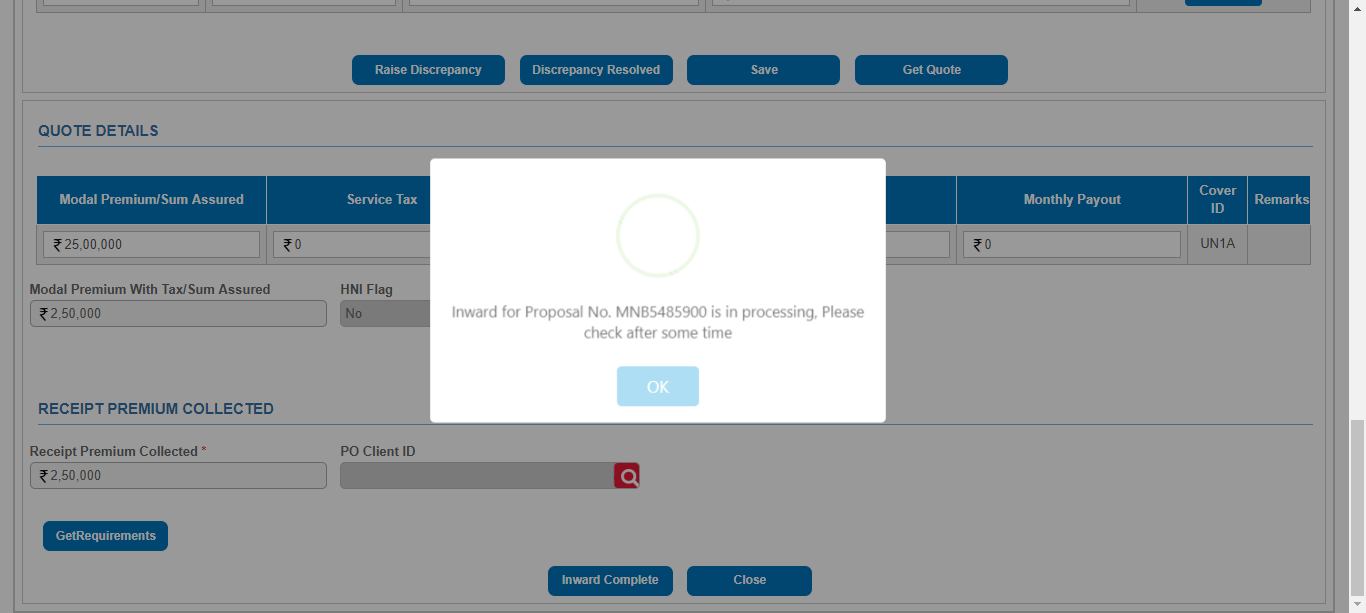 Raise Discrepancy Discrepancy Resolved Save Get Quote
QUOTE DETAILS
Modal Premium/Sum Assured Service Tax Monthly Payout Cover ID Remarks
₹ 25,00,000 ₹ 0 ₹ 0 UN1A
Modal Premium With Tax/Sum Assured HNI Flag
₹ 2,50,000 No
Inward for Proposal No. MNB5485900 is in processing, Please
check after some time
OK
RECEIPT PREMIUM COLLECTED
Receipt Premium Collected * PO Client ID
₹ 2,50,000
GetRequirements
Inward Complete Close